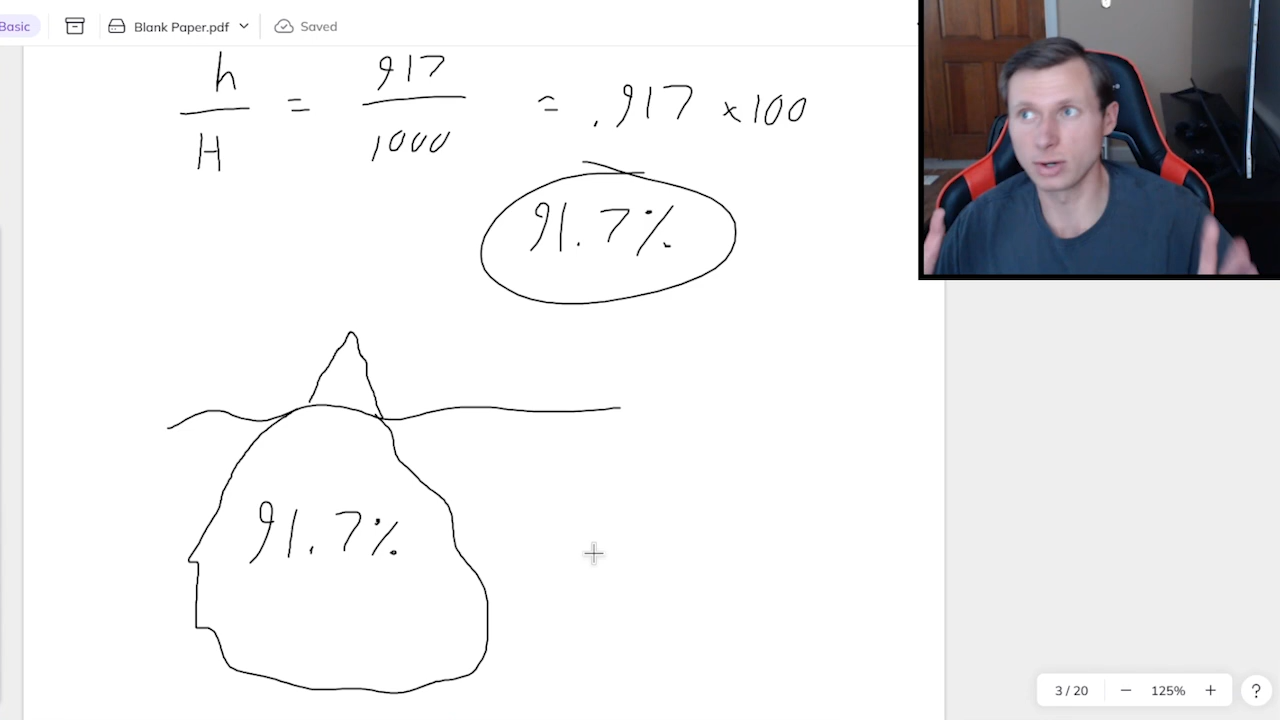 Basic
Blank Paper.pdf
Saved
h/H = 917/1000 = .917 x 100
91.7%
91.7%
3 / 20
125%
?